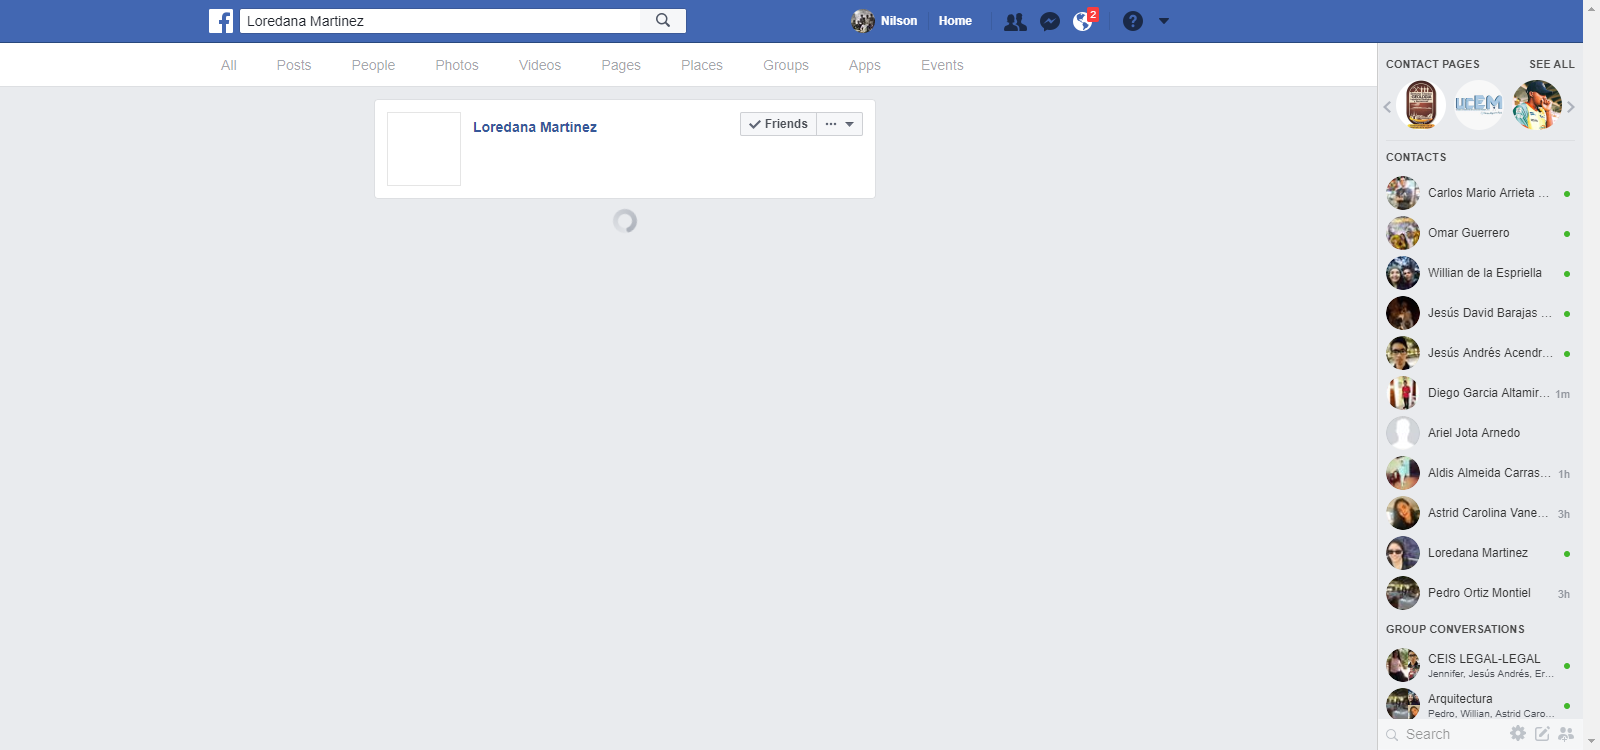 Loredana Martinez
Nilson
Home
2
All
Posts
People
Photos
Videos
Pages
Places
Groups
Apps
Events
Loredana Martinez
Friends
CONTACT PAGES
SEE ALL
UCEM
CONTACTS
Carlos Mario Arrieta ...
Omar Guerrero
Willian de la Espriella
Jesús David Barajas ...
Jesús Andrés Acendr...
Diego Garcia Altamir... 1m
Ariel Jota Arnedo
Aldis Almeida Carras... 1h
Astrid Carolina Vane... 3h
Loredana Martinez
Pedro Ortiz Montiel 3h
GROUP CONVERSATIONS
CEIS LEGAL-LEGAL
Jennifer, Jesús Andrés, Er...
Arquitectura
Pedro, Willian, Astrid Caro...
Search